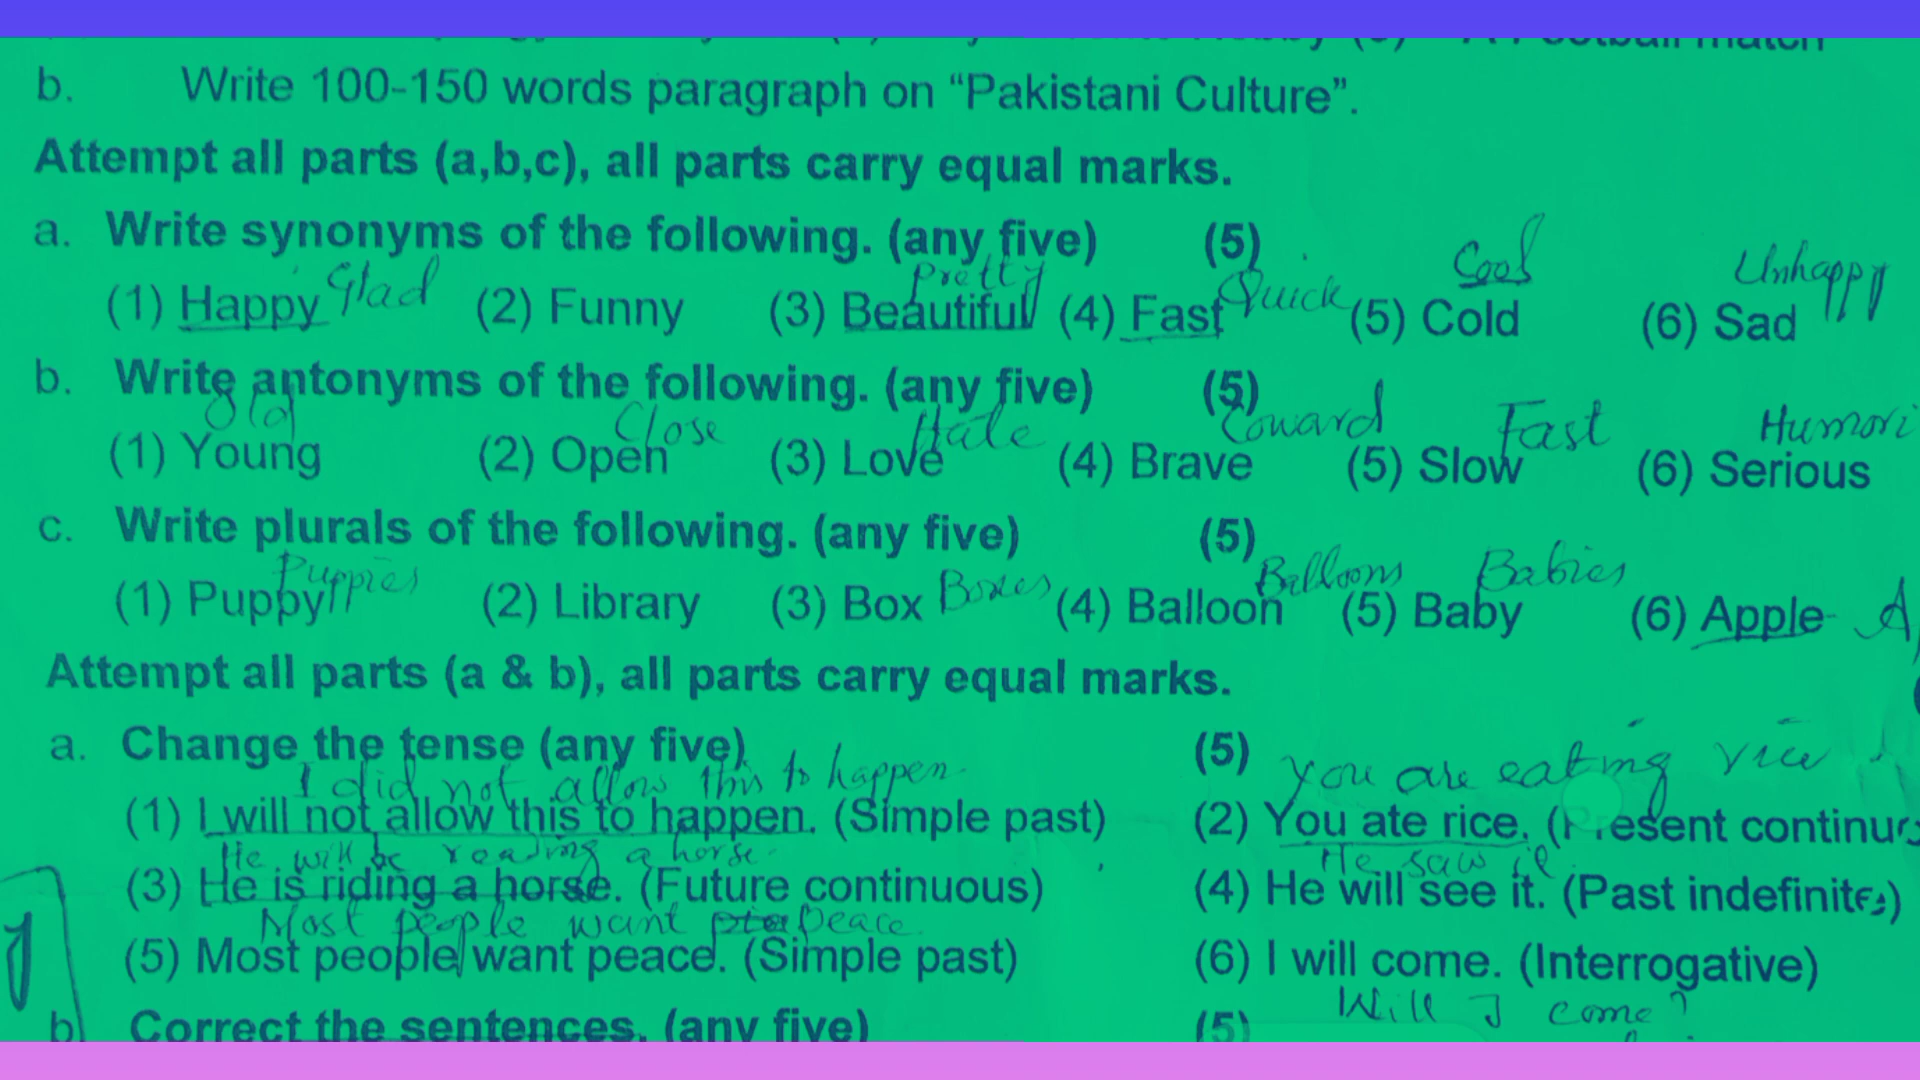 Football match
b. Write 100-150 words paragraph on “Pakistani Culture”.
Attempt all parts (a,b,c), all parts carry equal marks.
a. Write synonyms of the following. (any five) (5)
Glad Pretty Quick Cool Unhappy
(1) Happy (2) Funny (3) Beautiful (4) Fast (5) Cold (6) Sad
b. Write antonyms of the following. (any five) (5)
Old Close Hate Coward Fast Humori
(1) Young (2) Open (3) Love (4) Brave (5) Slow (6) Serious
c. Write plurals of the following. (any five) (5)
Puppies Boxes Balloons Babies A
(1) Puppy (2) Library (3) Box (4) Balloon (5) Baby (6) Apple
Attempt all parts (a & b), all parts carry equal marks.
a. Change the tense (any five) (5)
I did not allow this to happen. You are eating rice
(1) I will not allow this to happen. (Simple past) (2) You ate rice. (Present continuo
He will be reading a horse. He saw it
(3) He is riding a horse. (Future continuous) (4) He will see it. (Past indefinite)
Most people want peace.
(5) Most people want peace. (Simple past) (6) I will come. (Interrogative)
Will I come?
b Correct the sentences. (any five) (5)